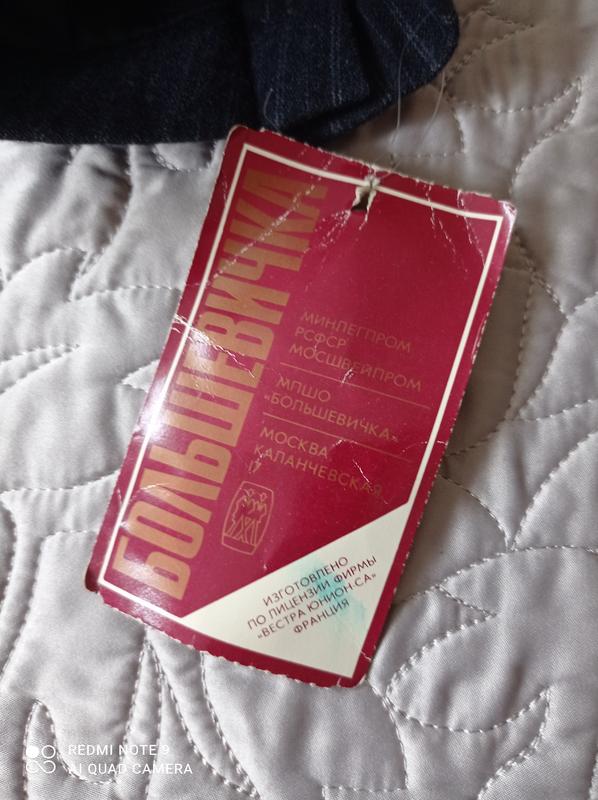 БОЛЬШЕВИЧКА
МИНЛЕГПРОМ
РСФСР
МОСШВЕЙПРОМ
МПШО
«БОЛЬШЕВИЧКА»
МОСКВА,
КАЛАНЧЕВСКАЯ,
17
ИЗГОТОВЛЕНО
ПО ЛИЦЕНЗИИ ФИРМЫ
«ВЕСТРА ЮНИОН·СА»
ФРАНЦИЯ
REDMI NOTE 9
AI QUAD CAMERA